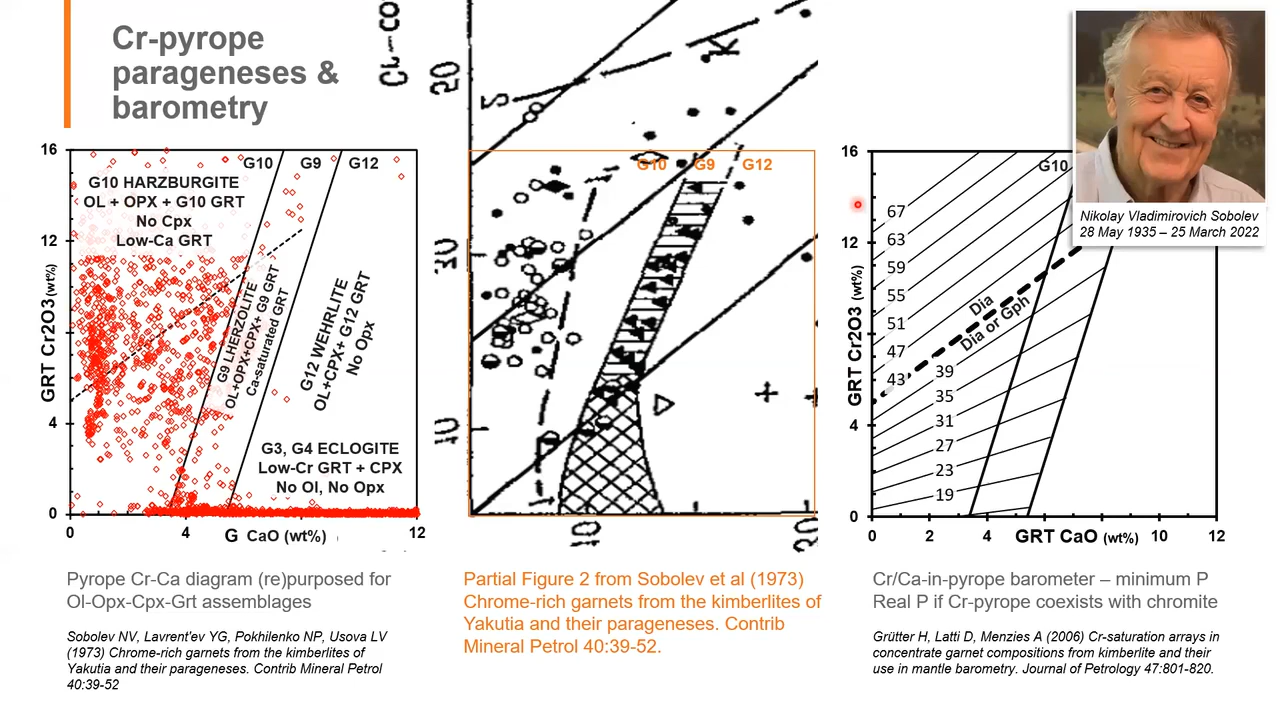 Cr-pyrope
parageneses &
barometry
16
12
8
4
0
4
8
12
GRT Cr2O3 (wt%)
G CaO (wt%)
G10
G9
G12
G10 HARZBURGITE
OL + OPX + G10 GRT
No Cpx
Low-Ca GRT
G9 LHERZOLITE
OL+OPX+CPX+ G9 GRT
Ca-saturated GRT
G12 WEHRLITE
OL+CPX+ G12 GRT
No Opx
G3, G4 ECLOGITE
Low-Cr GRT + CPX
No Ol, No Opx
Pyrope Cr-Ca diagram (re)purposed for
Ol-Opx-Cpx-Grt assemblages
Sobolev NV, Lavrent'ev YG, Pokhilenko NP, Usova LV
(1973) Chrome-rich garnets from the kimberlites of
Yakutia and their parageneses. Contrib Mineral Petrol
40:39-52
20
10
10
G10
G9
G12
Partial Figure 2 from Sobolev et al (1973)
Chrome-rich garnets from the kimberlites of
Yakutia and their parageneses. Contrib
Mineral Petrol 40:39-52.
16
12
4
0
0
2
4
10
12
GRT Cr2O3 (wt%)
GRT CaO (wt%)
G10
67
63
59
55
51
47
43
39
35
31
27
23
19
Dia
Dia or Gph
Nikolay Vladimirovich Sobolev
28 May 1935 – 25 March 2022
Cr/Ca-in-pyrope barometer – minimum P
Real P if Cr-pyrope coexists with chromite
Grütter H, Latti D, Menzies A (2006) Cr-saturation arrays in
concentrate garnet compositions from kimberlite and their
use in mantle barometry. Journal of Petrology 47:801-820.